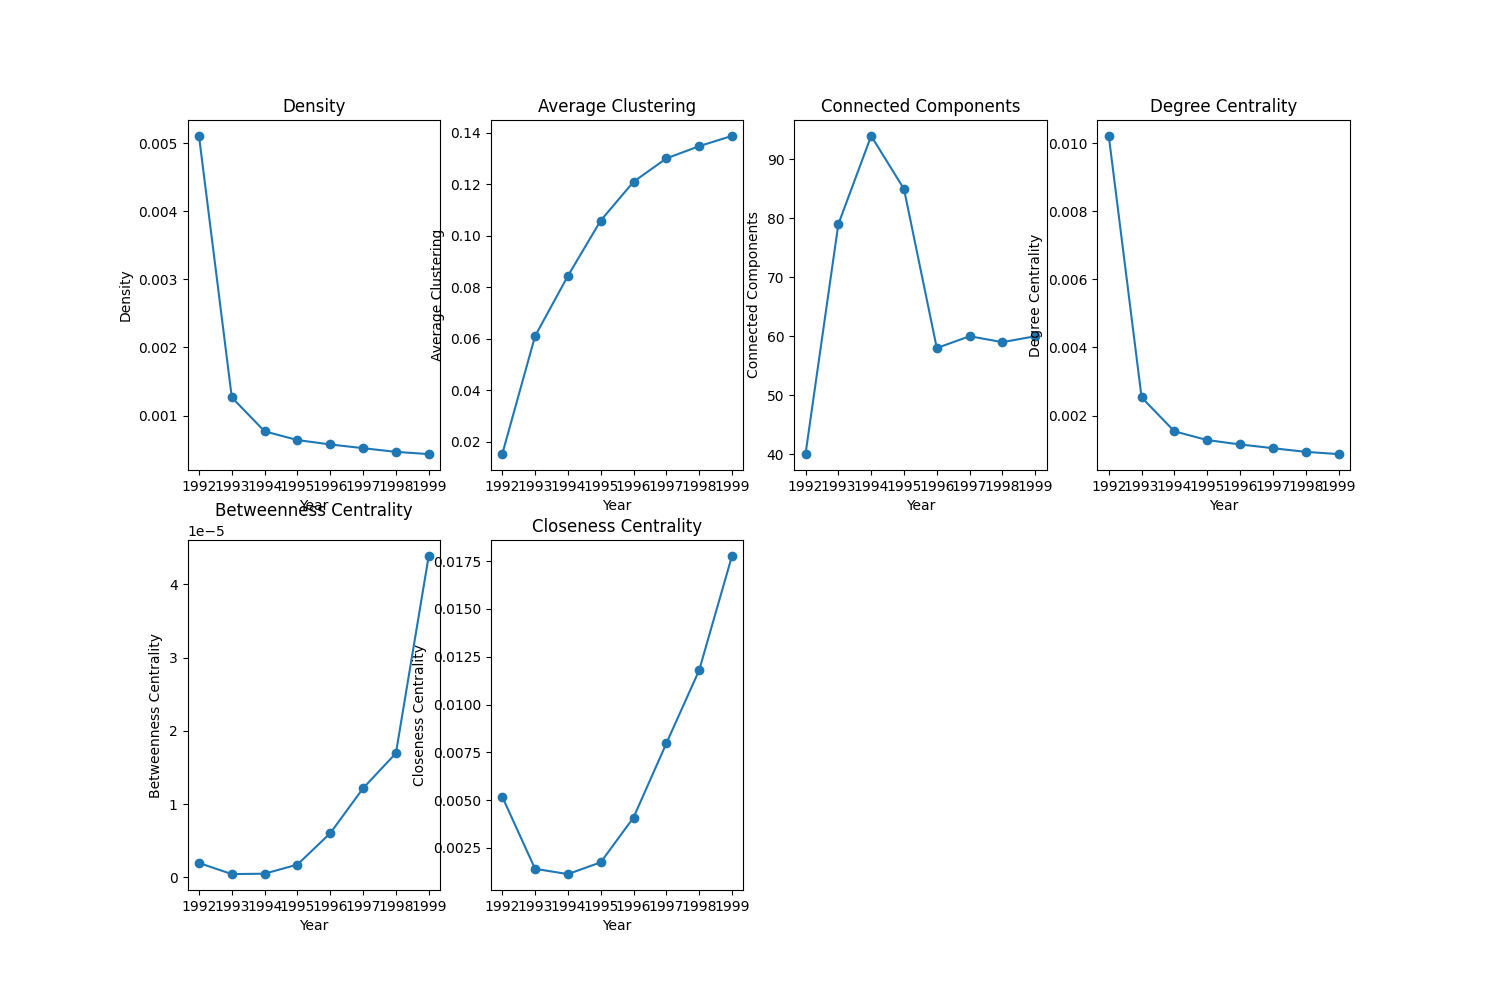 Density
Density
0.005
0.004
0.003
0.002
0.001
1992 1993 1994 1995 1996 1997 1998 1999
Year
Average Clustering
Average Clustering
0.14
0.12
0.10
0.08
0.06
0.04
0.02
1992 1993 1994 1995 1996 1997 1998 1999
Year
Connected Components
Connected Components
90
80
70
60
50
40
1992 1993 1994 1995 1996 1997 1998 1999
Year
Degree Centrality
Degree Centrality
0.010
0.008
0.006
0.004
0.002
1992 1993 1994 1995 1996 1997 1998 1999
Year
Betweenness Centrality
1e−5
Betweenness Centrality
4
3
2
1
0
1992 1993 1994 1995 1996 1997 1998 1999
Year
Closeness Centrality
Closeness Centrality
0.0175
0.0150
0.0125
0.0100
0.0075
0.0050
0.0025
1992 1993 1994 1995 1996 1997 1998 1999
Year